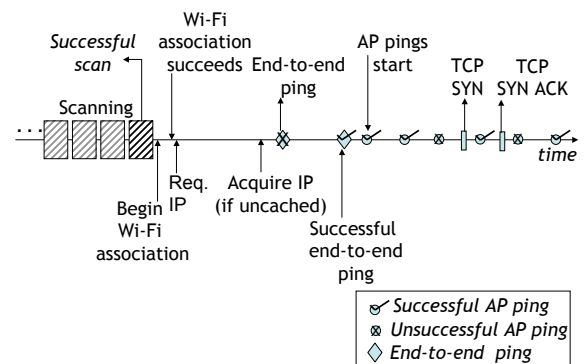 Successful
scan
Wi-Fi
association
succeeds
End-to-end
ping
AP pings
start
TCP
SYN
TCP
SYN ACK
Scanning
...
time
Begin
Wi-Fi
association
Req.
IP
Acquire IP
(if uncached)
Successful
end-to-end
ping
Successful AP ping
Unsuccessful AP ping
End-to-end ping